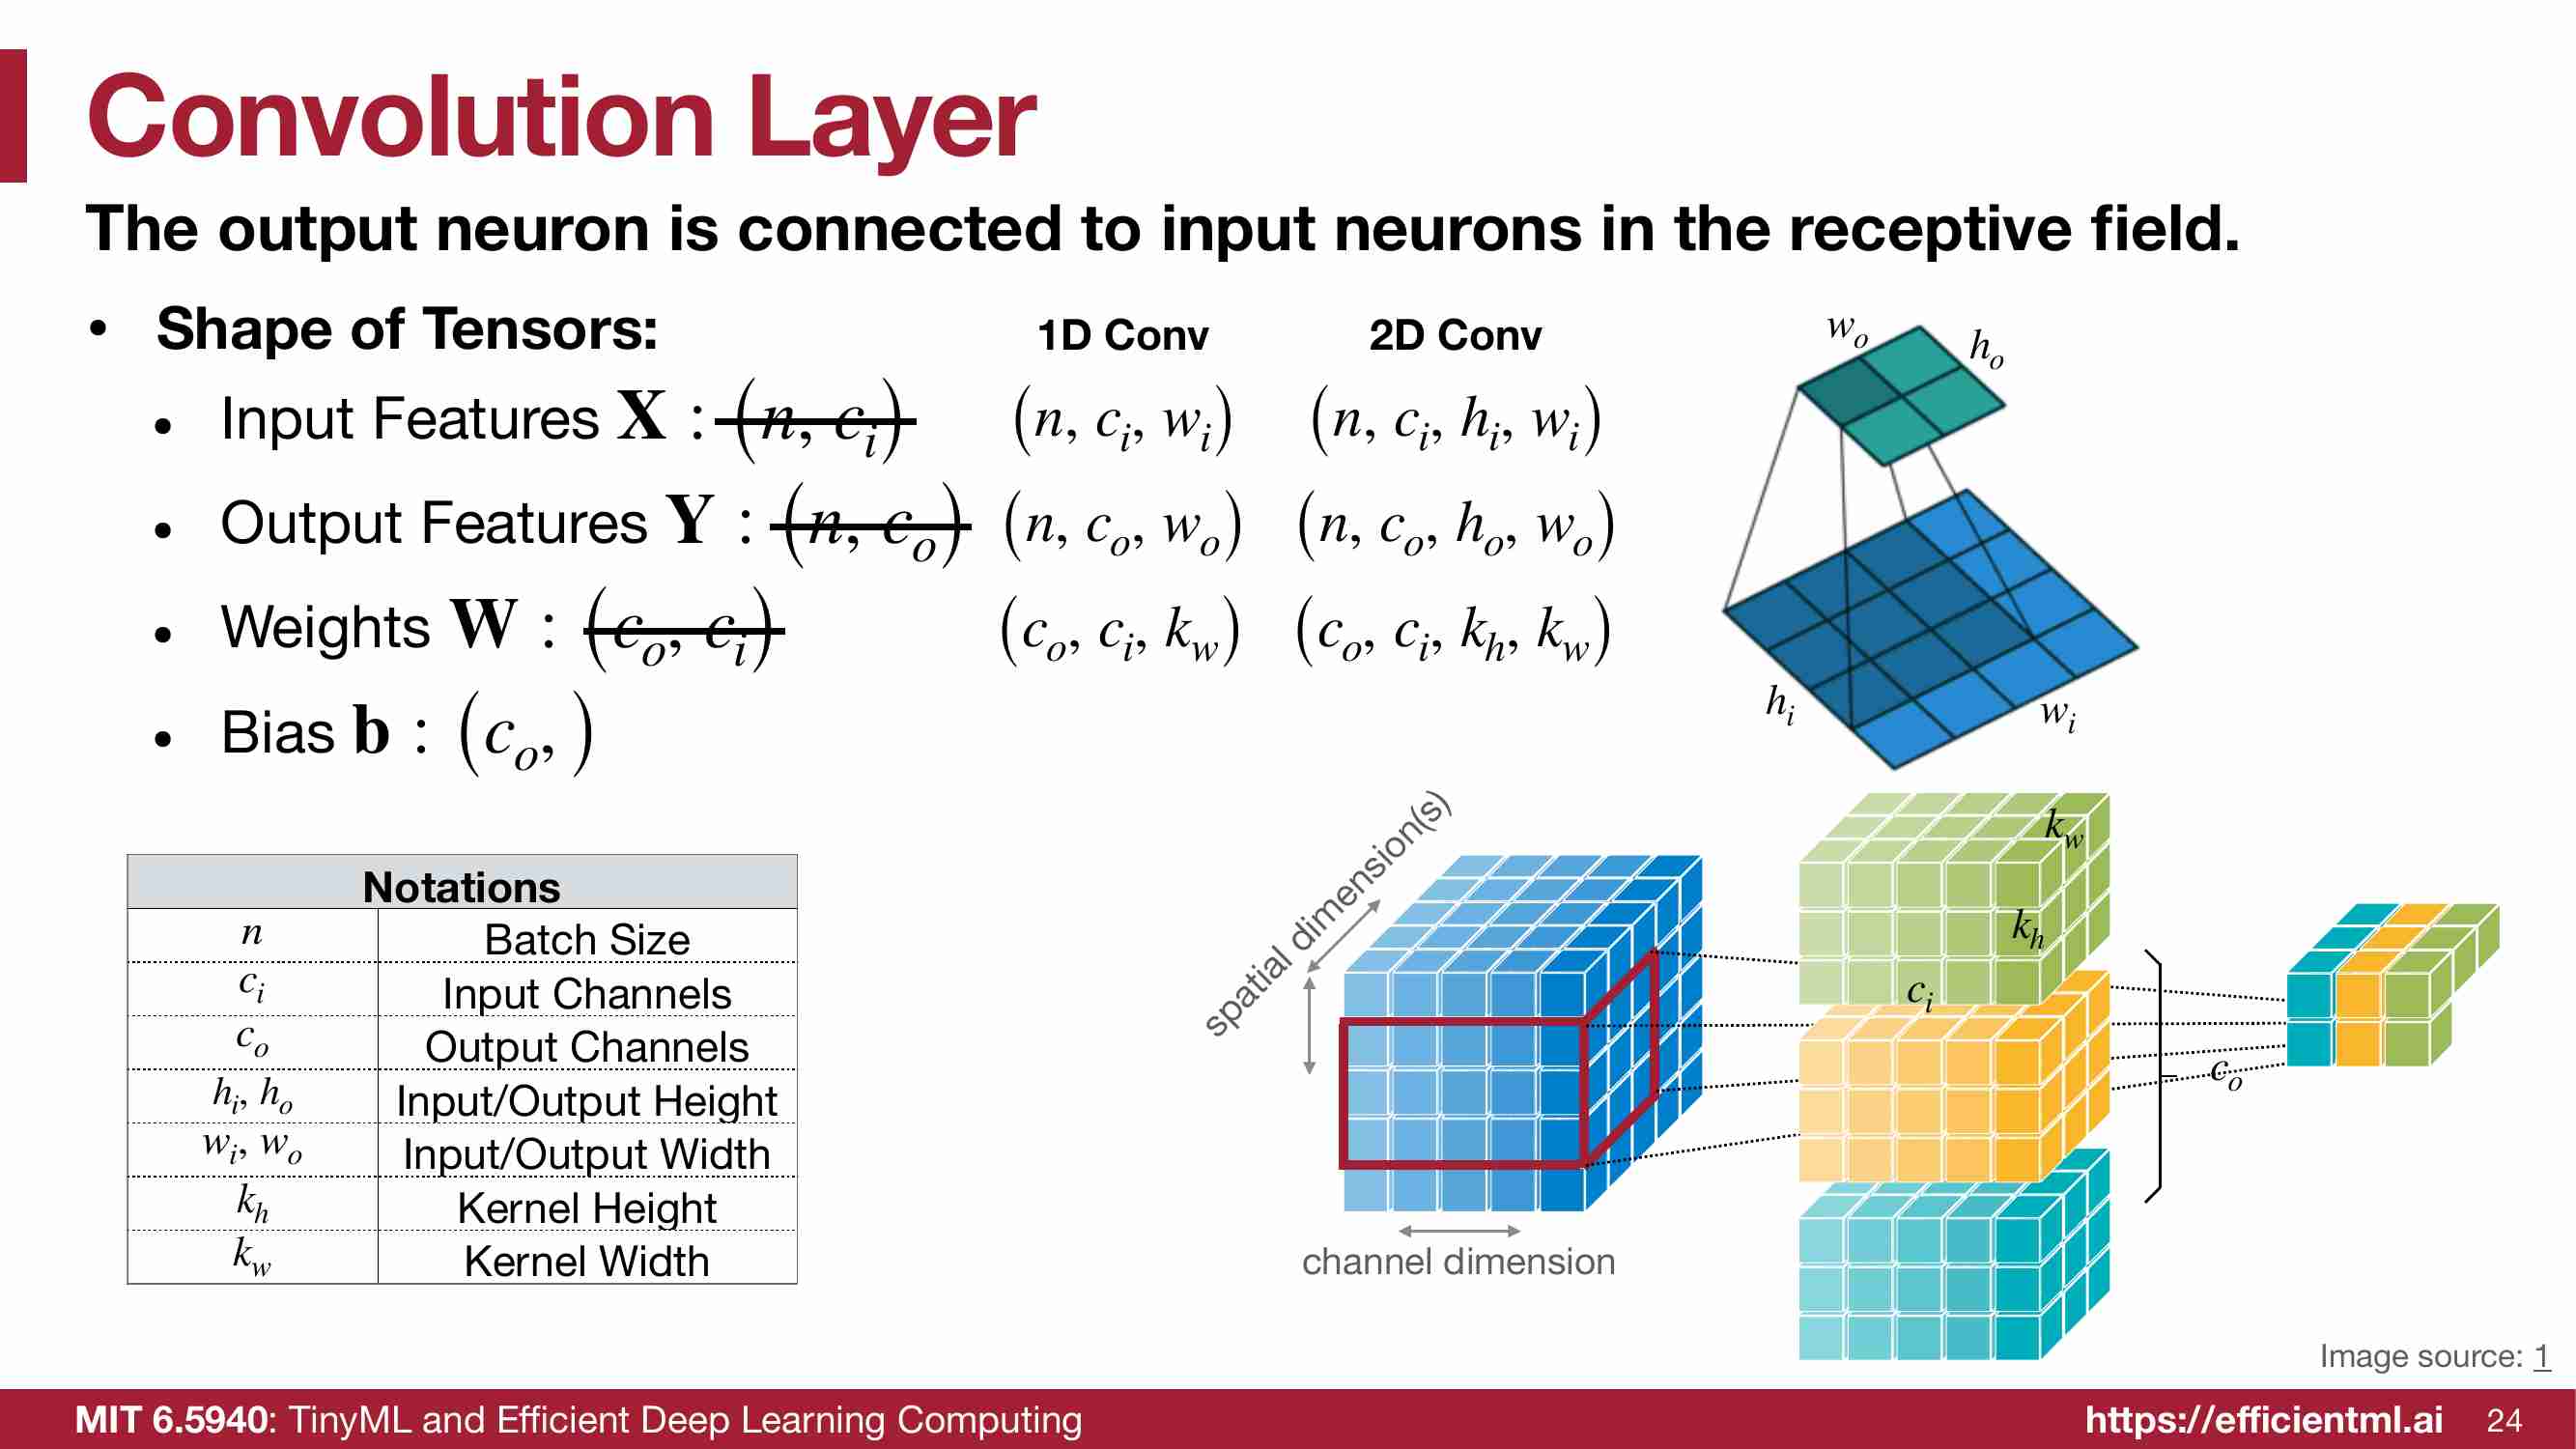 Convolution Layer
The output neuron is connected to input neurons in the receptive field.
• Shape of Tensors: 1D Conv 2D Conv
• Input Features X : (n, c_i) (n, c_i, w_i) (n, c_i, h_i, w_i)
• Output Features Y : (n, c_o) (n, c_o, w_o) (n, c_o, h_o, w_o)
• Weights W : (c_o, c_i) (c_o, c_i, k_w) (c_o, c_i, k_h, k_w)
• Bias b : (c_o, )
w_o h_o
h_i w_i
Notations
n Batch Size
c_i Input Channels
c_o Output Channels
h_i, h_o Input/Output Height
w_i, w_o Input/Output Width
k_h Kernel Height
k_w Kernel Width
spatial dimension(s)
channel dimension
k_w
k_h
c_i
c_o
Image source: 1
MIT 6.5940: TinyML and Efficient Deep Learning Computing https://efficientml.ai 24